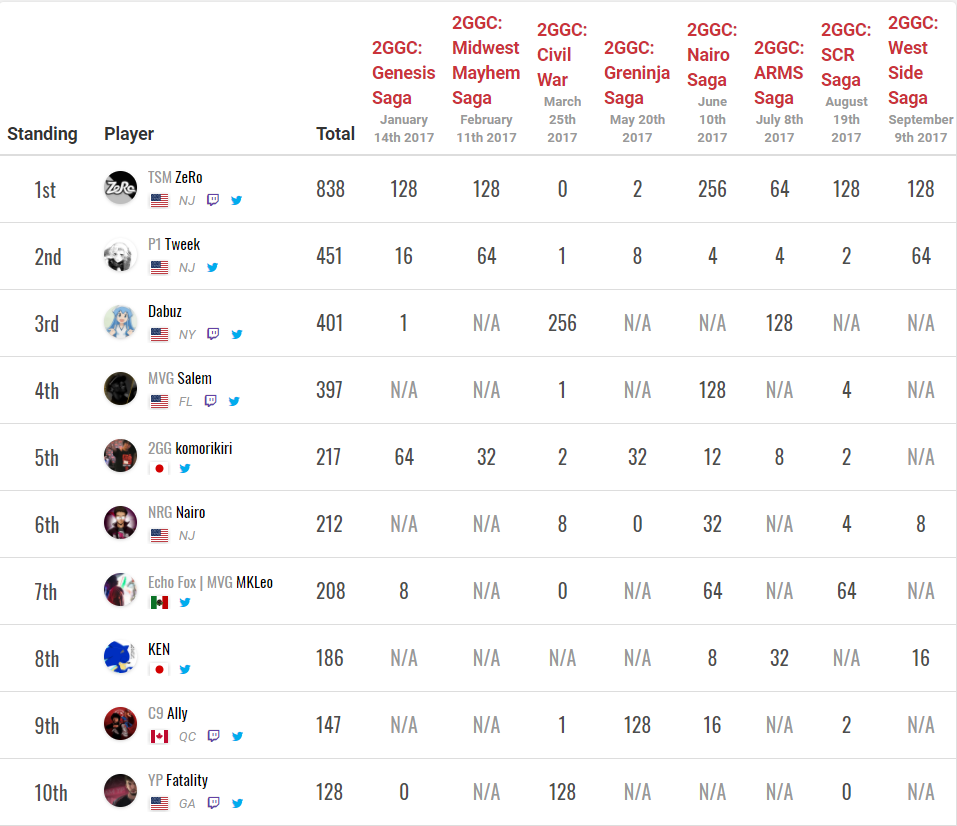 Standing Player Total 2GGC: Genesis Saga January 14th 2017 2GGC: Midwest Mayhem Saga February 11th 2017 2GGC: Civil War March 25th 2017 2GGC: Greninja Saga May 20th 2017 2GGC: Nairo Saga June 10th 2017 2GGC: ARMS Saga July 8th 2017 2GGC: SCR Saga August 19th 2017 2GGC: West Side Saga September 9th 2017
1st ZeRo TSM ZeRo 838 128 128 0 2 256 64 128 128
NJ
2nd P1 Tweek 451 16 64 1 8 4 4 2 64
NJ
3rd Dabuz 401 1 N/A 256 N/A N/A 128 N/A N/A
NY
4th MVG Salem 397 N/A N/A 1 N/A 128 N/A 4 N/A
FL
5th 2GG komorikiri 217 64 32 2 32 12 8 2 N/A
6th NRG Nairo 212 N/A N/A 8 0 32 N/A 4 8
NJ
7th Echo Fox | MVG MKLeo 208 8 N/A 0 N/A 64 N/A 64 N/A
8th KEN 186 N/A N/A N/A N/A 8 32 N/A 16
9th C9 Ally 147 N/A N/A 1 128 16 N/A 2 N/A
QC
10th YP Fatality 128 0 N/A 128 N/A N/A N/A 0 N/A
GA